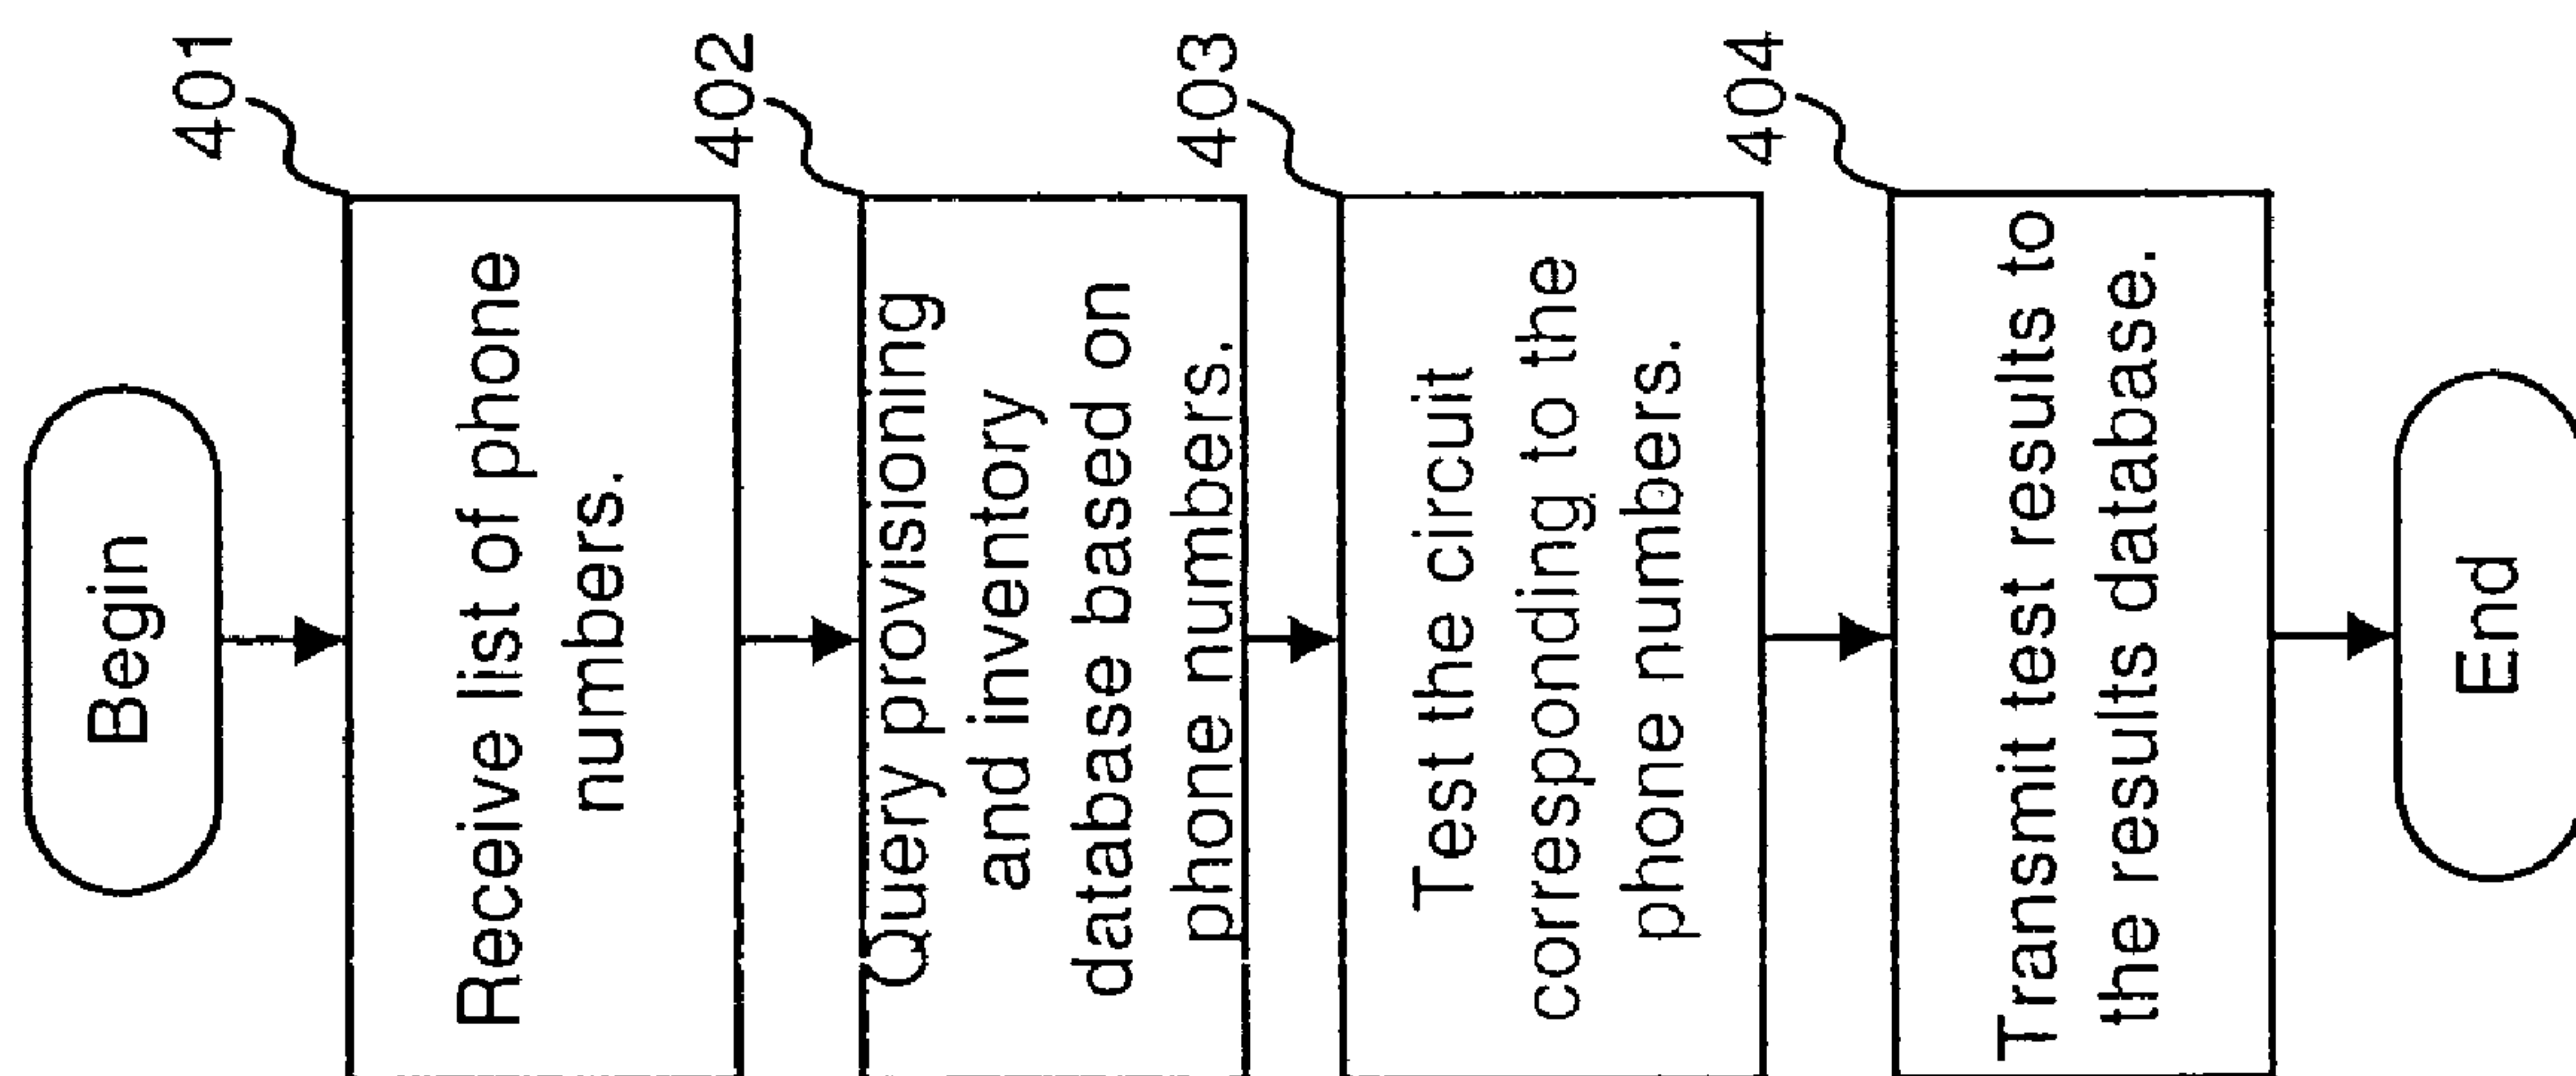 Begin
401
Receive list of phone
numbers.
402
Query provisioning
and inventory
database based on
phone numbers.
403
Test the circuit
corresponding to the
phone numbers.
404
Transmit test results to
the results database.
End